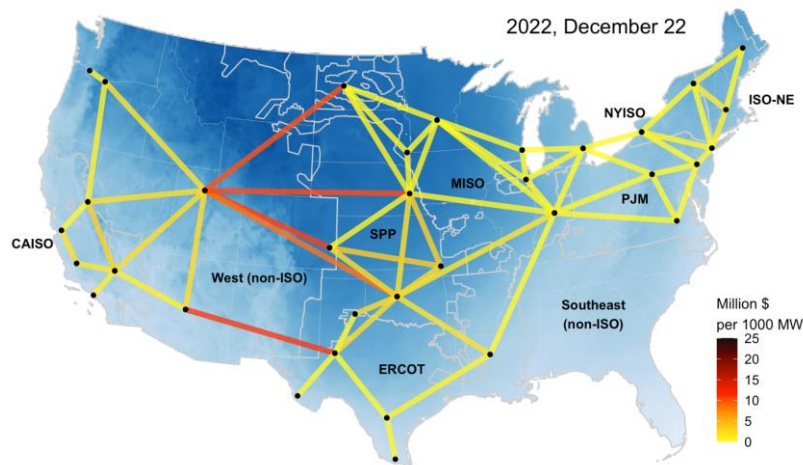 2022, December 22
NYISO
ISO-NE
MISO
PJM
CAISO
SPP
West (non-ISO)
Southeast
(non-ISO)
ERCOT
Million $
per 1000 MW
25
20
15
10
5
0